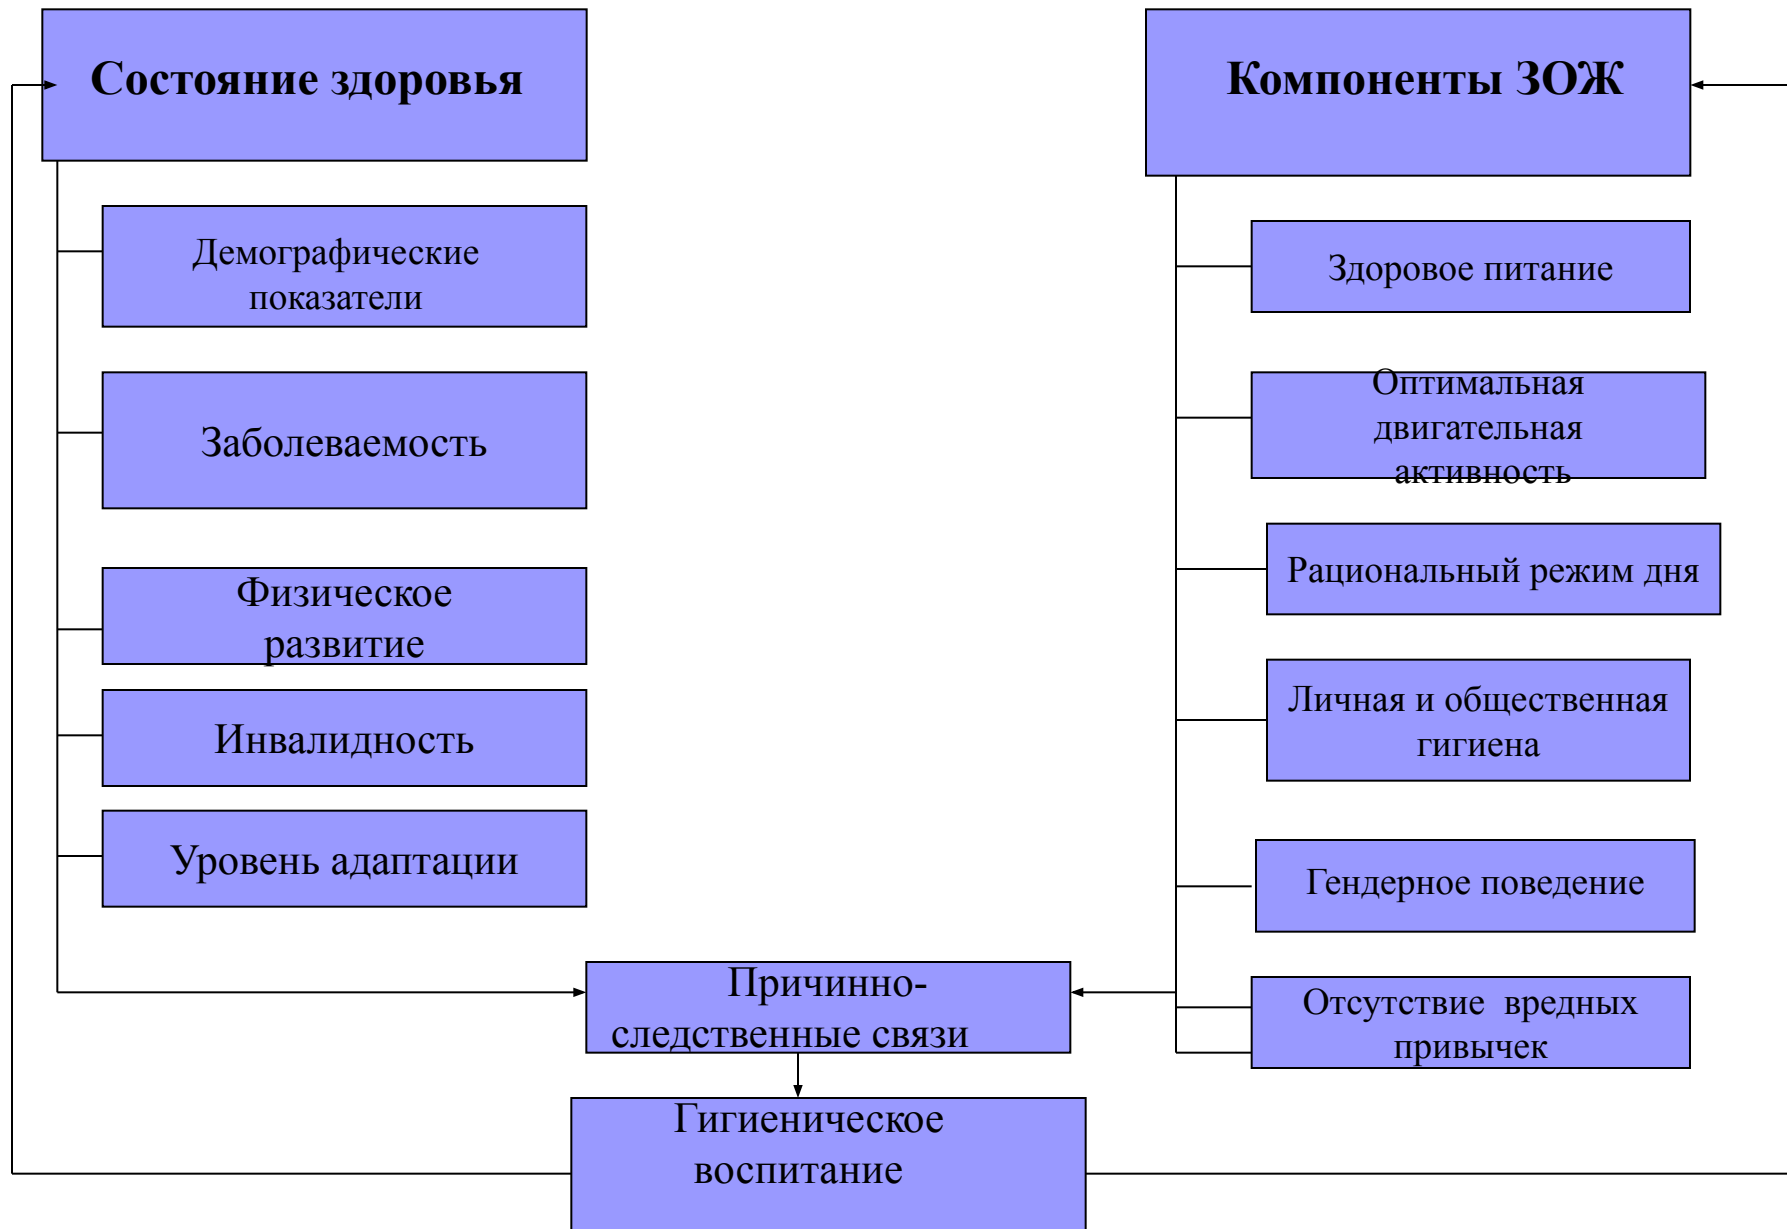 Состояние здоровья
Демографические
показатели
Заболеваемость
Физическое
развитие
Инвалидность
Уровень адаптации
Компоненты ЗОЖ
Здоровое питание
Оптимальная
двигательная
активность
Рациональный режим дня
Личная и общественная
гигиена
Гендерное поведение
Отсутствие вредных
привычек
Причинно-
следственные связи
Гигиеническое
воспитание